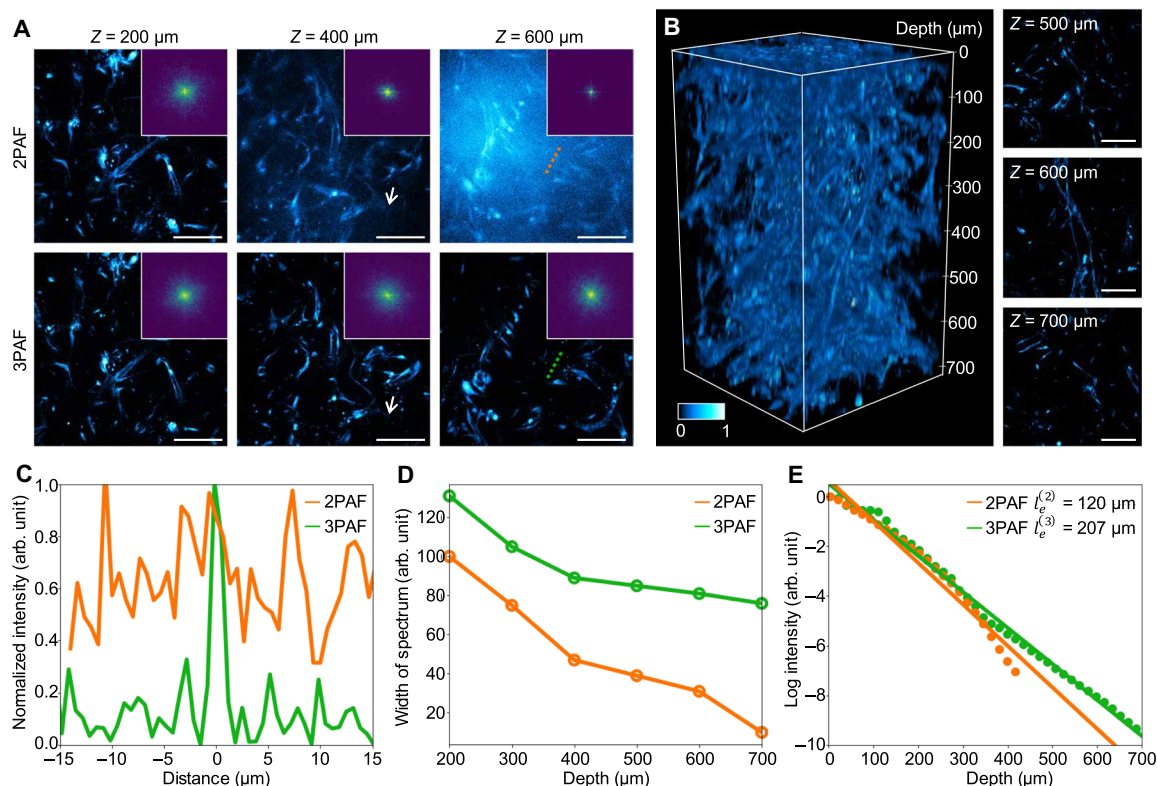 A
Z = 200 µm
Z = 400 µm
Z = 600 µm
2PAF
3PAF
B
Depth (µm)
0
100
200
300
400
500
600
700
0 1
Z = 500 µm
Z = 600 µm
Z = 700 µm
C
Normalized intensity (arb. unit)
1.0
0.8
0.6
0.4
0.2
0.0
2PAF
3PAF
−15 −10 −5 0 5 10 15
Distance (µm)
D
Width of spectrum (arb. unit)
120
100
80
60
40
20
2PAF
3PAF
200 300 400 500 600 700
Depth (µm)
E
Log intensity (arb. unit)
0
−2
−4
−6
−8
−10
2PAF lₑ⁽²⁾ = 120 µm
3PAF lₑ⁽³⁾ = 207 µm
0 100 200 300 400 500 600 700
Depth (µm)